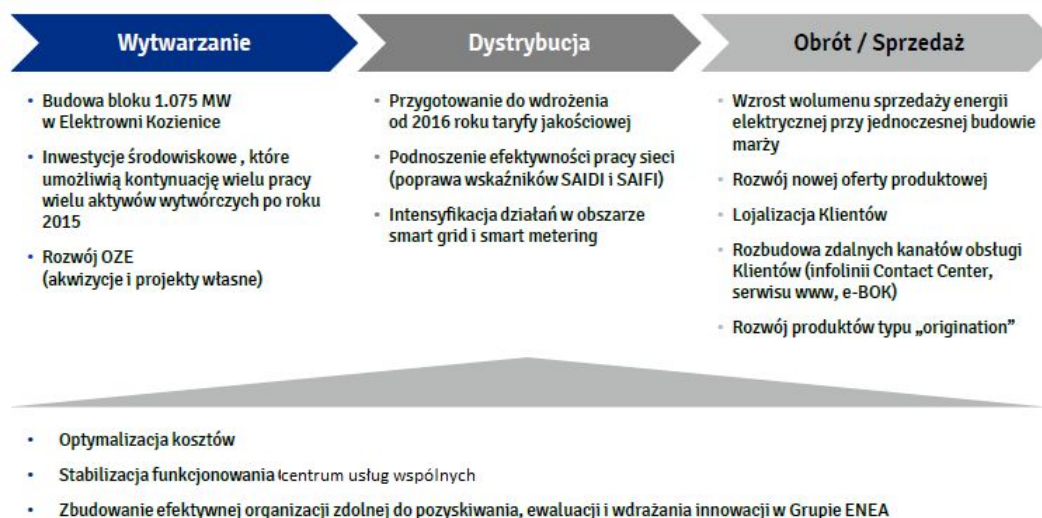 Wytwarzanie
Dystrybucja
Obrót / Sprzedaż
• Budowa bloku 1.075 MW
w Elektrowni Kozienice
• Inwestycje środowiskowe , które
umożliwią kontynuację wielu pracy
wielu aktywów wytwórczych po roku
2015
• Rozwój OZE
(akwizycje i projekty własne)
• Przygotowanie do wdrożenia
od 2016 roku taryfy jakościowej
• Podnoszenie efektywności pracy sieci
(poprawa wskaźników SAIDI i SAIFI)
• Intensyfikacja działań w obszarze
smart grid i smart metering
• Wzrost wolumenu sprzedaży energii
elektrycznej przy jednoczesnej budowie
marży
• Rozwój nowej oferty produktowej
• Lojalizacja Klientów
• Rozbudowa zdalnych kanałów obsługi
Klientów (infolinii Contact Center,
serwisu www, e-BOK)
• Rozwój produktów typu „origination”
• Optymalizacja kosztów
• Stabilizacja funkcjonowania centrum usług wspólnych
• Zbudowanie efektywnej organizacji zdolnej do pozyskiwania, ewaluacji i wdrażania innowacji w Grupie ENEA